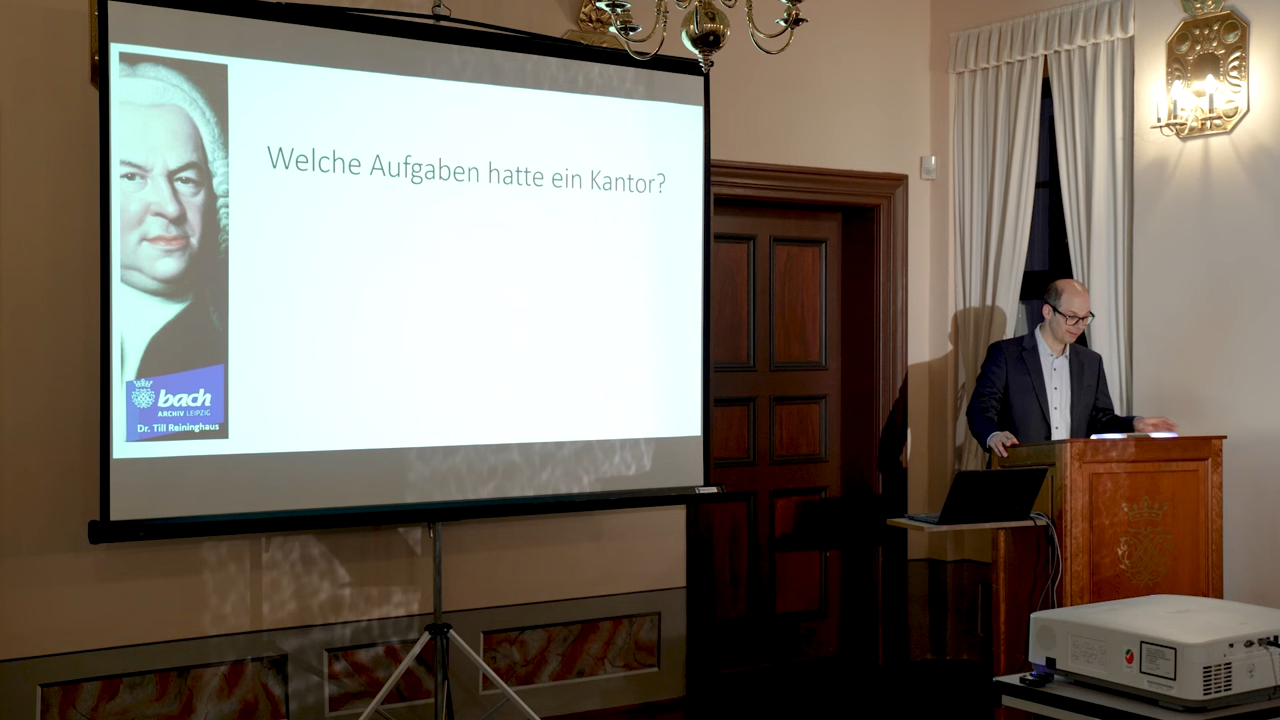 Welche Aufgaben hatte ein Kantor?
bach
ARCHIV LEIPZIG
Dr. Till Reininghaus